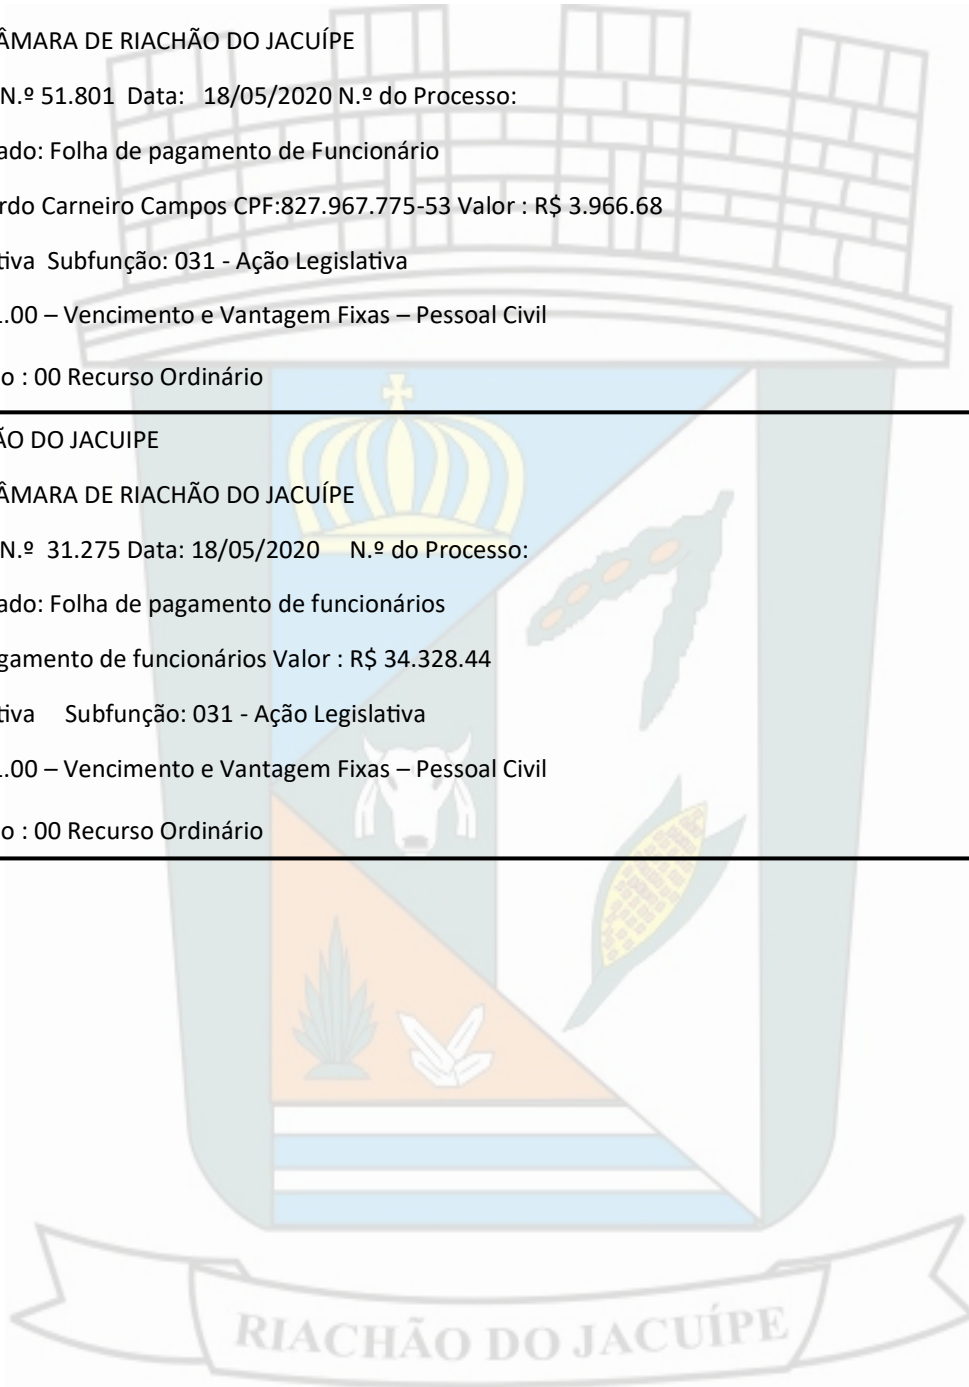 ÂMARA DE RIACHÃO DO JACUÍPE
N.º 51.801 Data: 18/05/2020 N.º do Processo:
ado: Folha de pagamento de Funcionário
rdo Carneiro Campos CPF:827.967.775-53 Valor : R$ 3.966.68
tiva Subfunção: 031 - Ação Legislativa
.00 – Vencimento e Vantagem Fixas – Pessoal Civil
o : 00 Recurso Ordinário
ÃO DO JACUIPE
ÂMARA DE RIACHÃO DO JACUÍPE
N.º 31.275 Data: 18/05/2020 N.º do Processo:
ado: Folha de pagamento de funcionários
gamento de funcionários Valor : R$ 34.328.44
tiva Subfunção: 031 - Ação Legislativa
.00 – Vencimento e Vantagem Fixas – Pessoal Civil
o : 00 Recurso Ordinário
RIACHÃO DO JACUÍPE